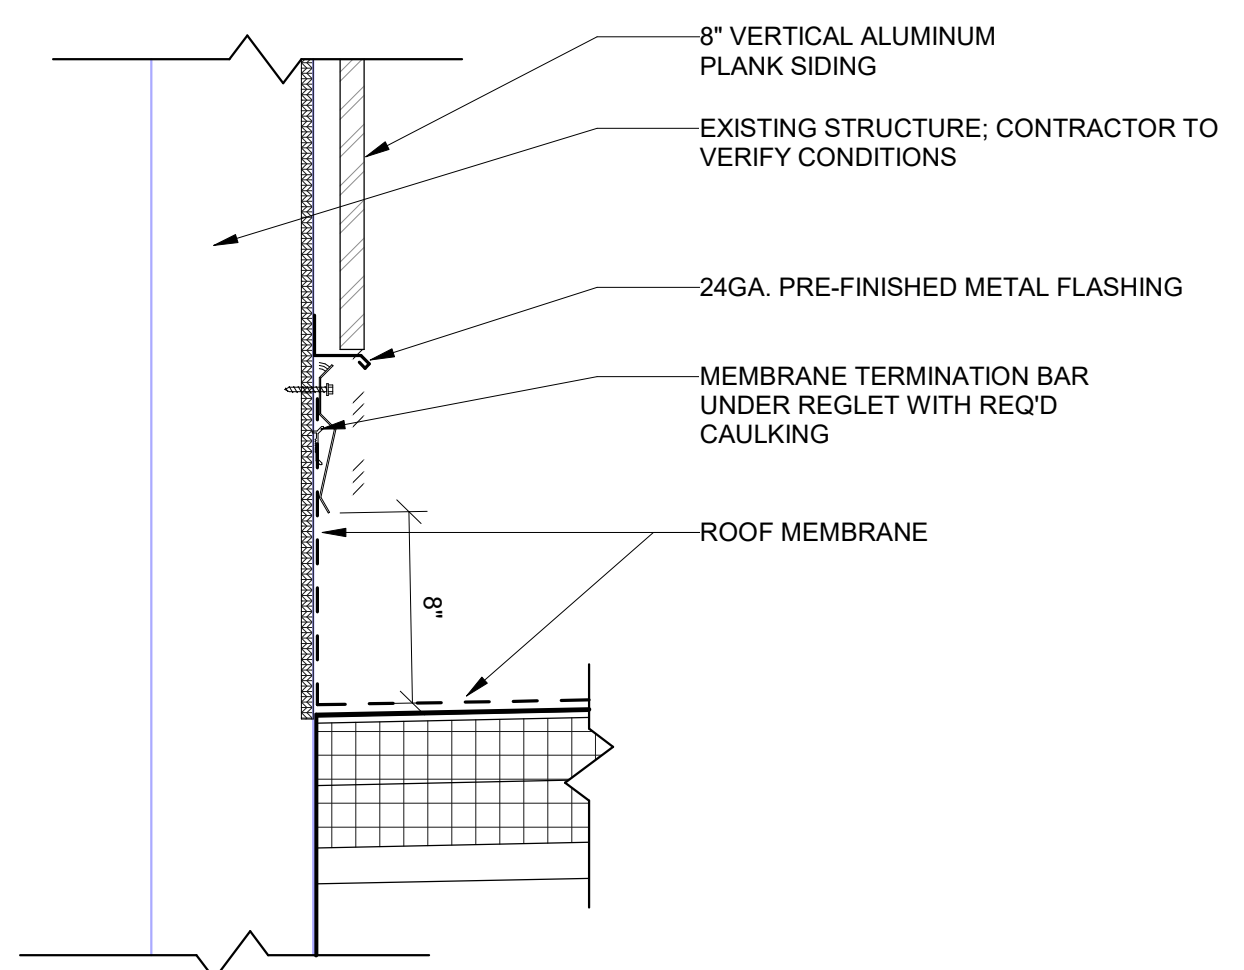 8" VERTICAL ALUMINUM
PLANK SIDING
EXISTING STRUCTURE; CONTRACTOR TO
VERIFY CONDITIONS
24GA. PRE-FINISHED METAL FLASHING
MEMBRANE TERMINATION BAR
UNDER REGLET WITH REQ'D
CAULKING
ROOF MEMBRANE
8"